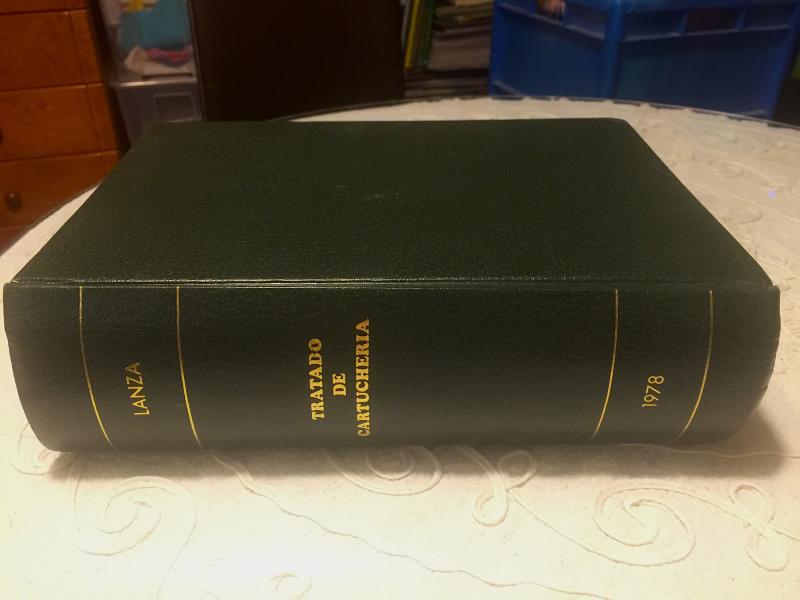 LANZA
TRATADO
DE
CARTUCHERIA
1978